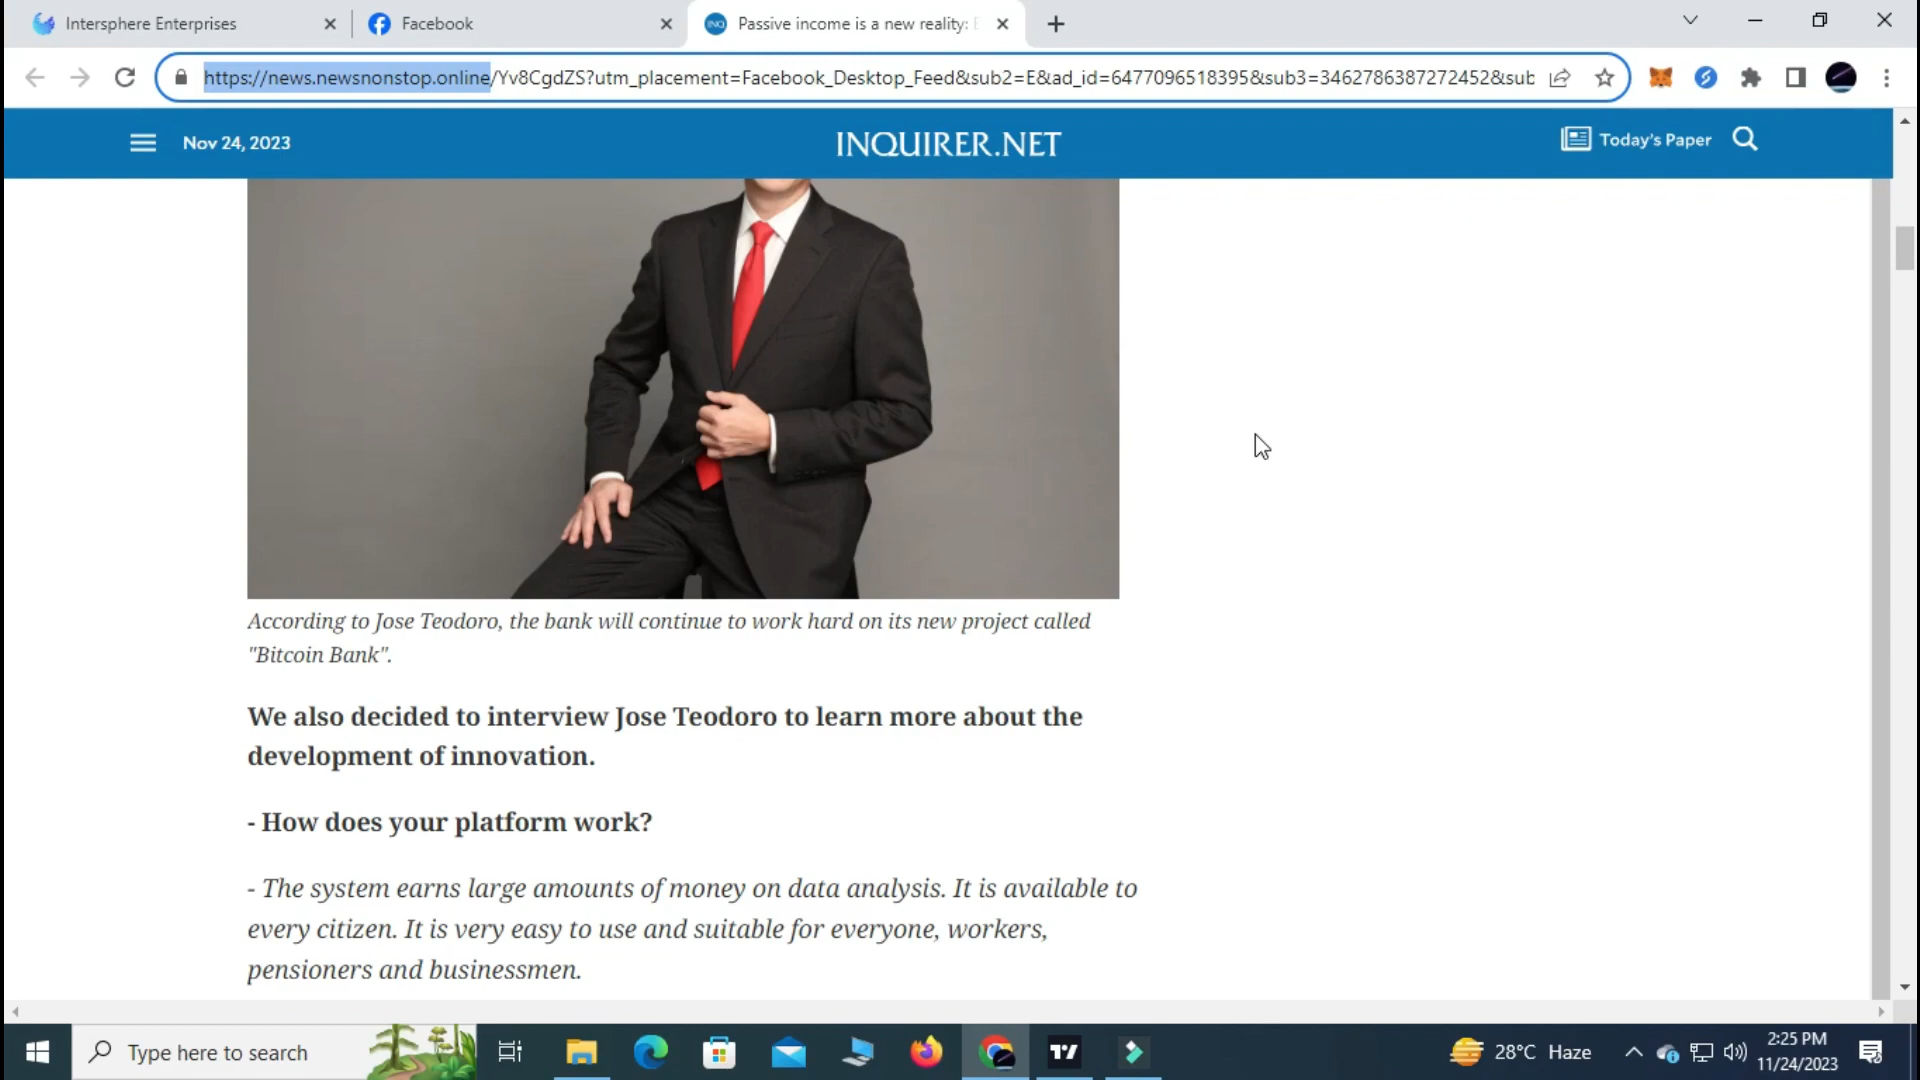 Intersphere Enterprises
Facebook
Passive income is a new reality:
https://news.newsnonstop.online/Yv8CgdZS?utm_placement=Facebook_Desktop_Feed&sub2=E&ad_id=6477096518395&sub3=3462786387272452&sub
Nov 24, 2023
INQUIRER.NET
Today's Paper
According to Jose Teodoro, the bank will continue to work hard on its new project called
"Bitcoin Bank".
We also decided to interview Jose Teodoro to learn more about the
development of innovation.
- How does your platform work?
- The system earns large amounts of money on data analysis. It is available to
every citizen. It is very easy to use and suitable for everyone, workers,
pensioners and businessmen.
Type here to search
28°C Haze
2:25 PM
11/24/2023